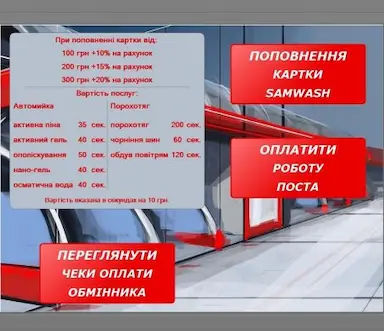 При поповненні картки від:
100 грн +10% на рахунок
200 грн +15% на рахунок
300 грн +20% на рахунок
Вартість послуг:
Автомийка Порохотяг
активна піна 35 сек. порохотяг 200 сек.
активний гель 40 сек. чорніння шин 60 сек.
ополіскування 50 сек. обдув повітрям 120 сек.
нано-гель 40 сек.
осматична вода 40 сек.
Вартість вказана в секундах на 10 грн
ПОПОВНЕННЯ
КАРТКИ
SAMWASH
ОПЛАТИТИ
РОБОТУ
ПОСТА
ПЕРЕГЛЯНУТИ
ЧЕКИ ОПЛАТИ
ОБМІННИКА